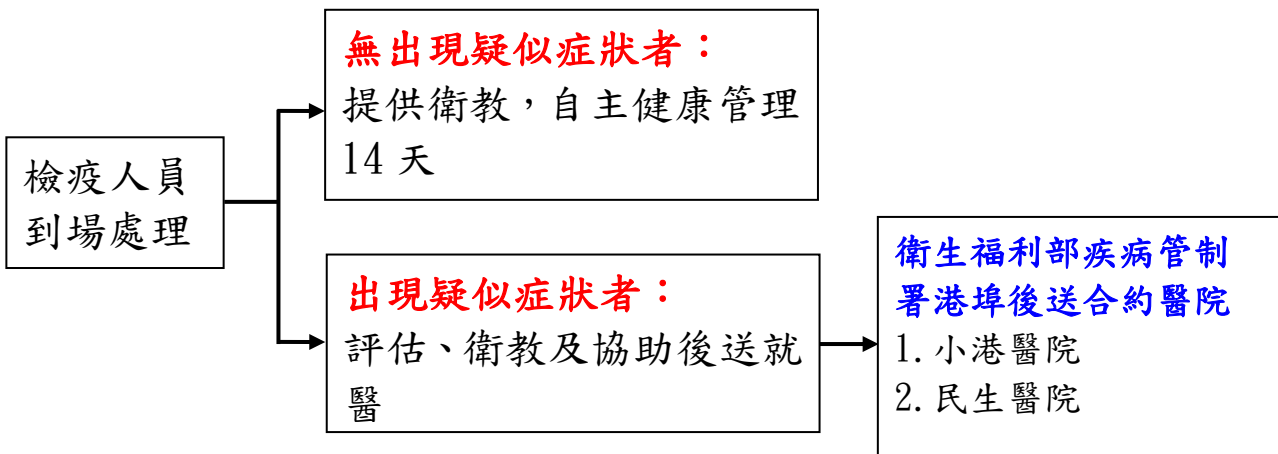 檢疫人員
到場處理
無出現疑似症狀者：
提供衛教，自主健康管理
14 天
出現疑似症狀者：
評估、衛教及協助後送就
醫
衛生福利部疾病管制
署港埠後送合約醫院
1. 小港醫院
2. 民生醫院